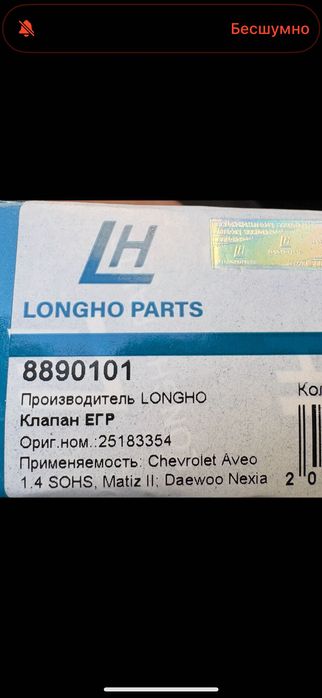 Бесшумно
LH
LONGHO PARTS
8890101
Производитель LONGHO
Клапан ЕГР
Ориг.ном.:25183354
Применяемость: Chevrolet Aveo
1.4 SOHS, Matiz II; Daewoo Nexia